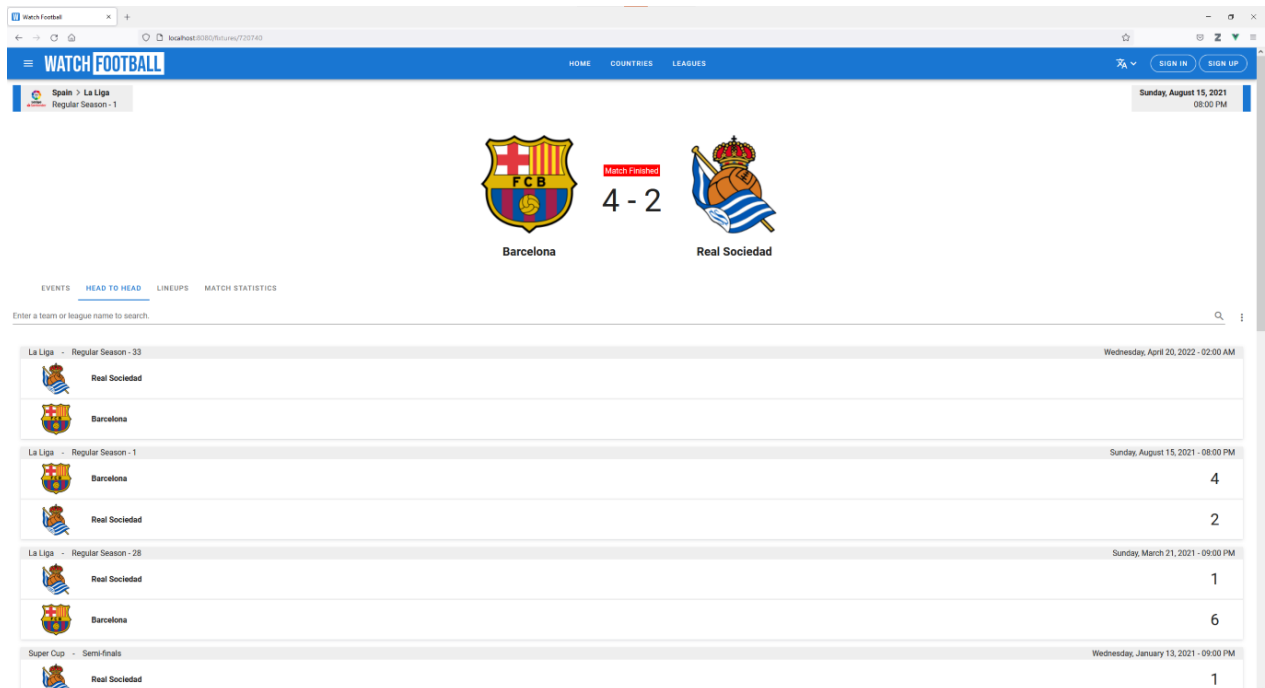 Watch Football
localhost:8080/fixtures/720740
WATCH FOOTBALL HOME COUNTRIES LEAGUES SIGN IN SIGN UP
Spain > La Liga
Regular Season - 1
Sunday, August 15, 2021
08:00 PM
FCB
Match Finished
4 - 2
Barcelona Real Sociedad
EVENTS HEAD TO HEAD LINEUPS MATCH STATISTICS
Enter a team or league name to search.
La Liga - Regular Season - 33 Wednesday, April 20, 2022 - 02:00 AM
Real Sociedad
Barcelona
La Liga - Regular Season - 1 Sunday, August 15, 2021 - 08:00 PM
Barcelona 4
Real Sociedad 2
La Liga - Regular Season - 28 Sunday, March 21, 2021 - 09:00 PM
Real Sociedad 1
Barcelona 6
Super Cup - Semi-finals Wednesday, January 13, 2021 - 09:00 PM
Real Sociedad 1